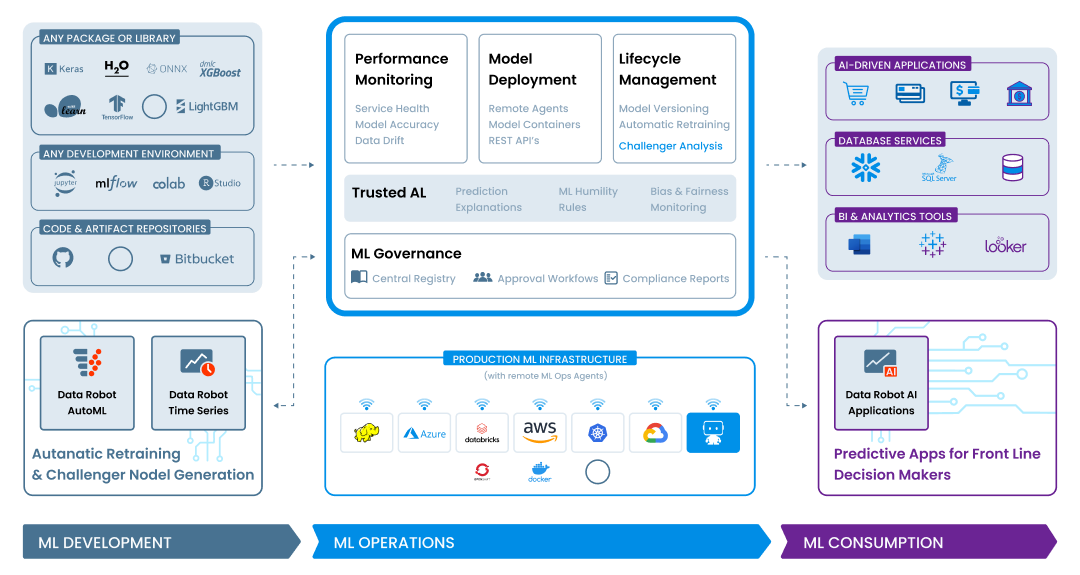 ANY PACKAGE OR LIBRARY
K Keras
H2O
ONNX
dmlc
XGBoost
learn
TF
TensorFlow
LightGBM
ANY DEVELOPMENT ENVIRONMENT
jupyter
mlflow
colab
R Studio
CODE & ARTIFACT REPOSITORIES
Bitbucket
Data Robot
AutoML
Data Robot
Time Series
Autanatic Retraining
& Challenger Nodel Generation
Performance
Monitoring
Service Health
Model Accuracy
Data Drift
Model
Deployment
Remote Agents
Model Containers
REST API's
Lifecycle
Management
Model Versioning
Automatic Retraining
Challenger Analysis
Trusted AL
Prediction
Explanations
ML Humility
Rules
Bias & Fairness
Monitoring
ML Governance
Central Registry
Approval Workfows
Compliance Reports
PRODUCTION ML INFRASTRUCTURE
(with remote ML Ops Agents)
Azure
databricks
aws
docker
AI-DRIVEN APPLICATIONS
$
DATABASE SERVICES
SQL Server
BI & ANALYTICS TOOLS
looker
AI
Data Robot AI
Applications
Predictive Apps for Front Line
Decision Makers
ML DEVELOPMENT
ML OPERATIONS
ML CONSUMPTION